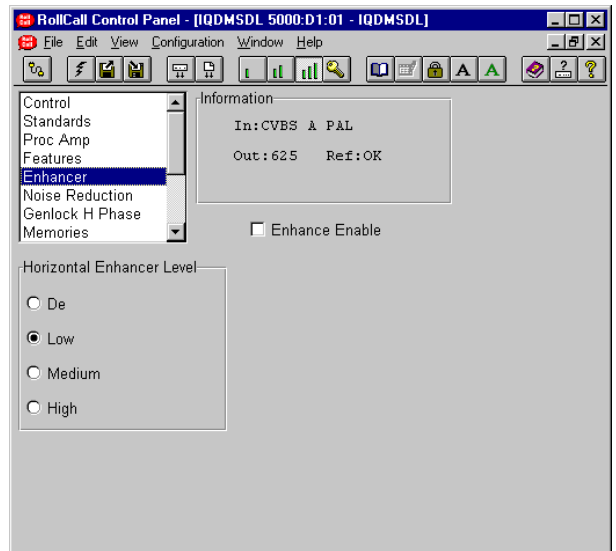 RollCall Control Panel - [IQDMSDL 5000:D1:01 - IQDMSDL]
File Edit View Configuration Window Help
A A ? ?
Control
Standards
Proc Amp
Features
Enhancer
Noise Reduction
Genlock H Phase
Memories
Information
In:CVBS A PAL
Out:625 Ref:OK
Enhance Enable
Horizontal Enhancer Level
De
Low
Medium
High